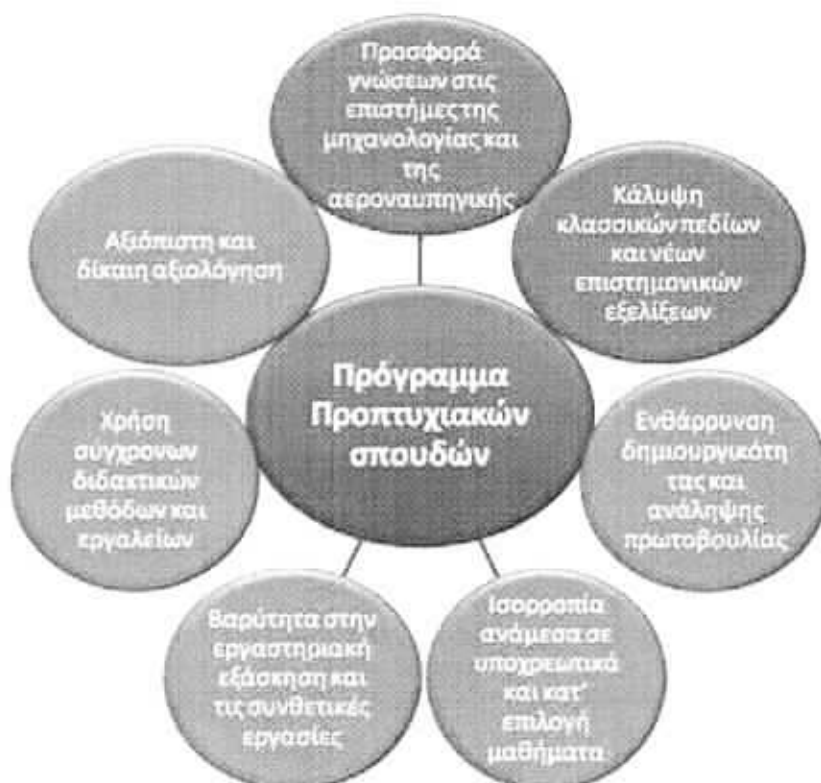 Προσφορά
γνώσεων στις
επιστήμες της
μηχανολογίας και
της
αεροναυπηγικής
Κάλυψη
κλασσικών πεδίων
και νέων
επιστημονικών
εξελίξεων
Ενθάρρυνση
δημιουργικότη
τας και
ανάληψης
πρωτοβουλίας
Ισορροπία
ανάμεσα σε
υποχρεωτικά
και κατ'
επιλογή
μαθήματα
Βαρύτητα στην
εργαστηριακή
εξάσκηση και
τις συνθετικές
εργασίες
Χρήση
σύγχρονων
διδακτικών
μεθόδων και
εργαλείων
Αξιόπιστη και
δίκαιη αξιολόγηση
Πρόγραμμα
Προπτυχιακών
σπουδών